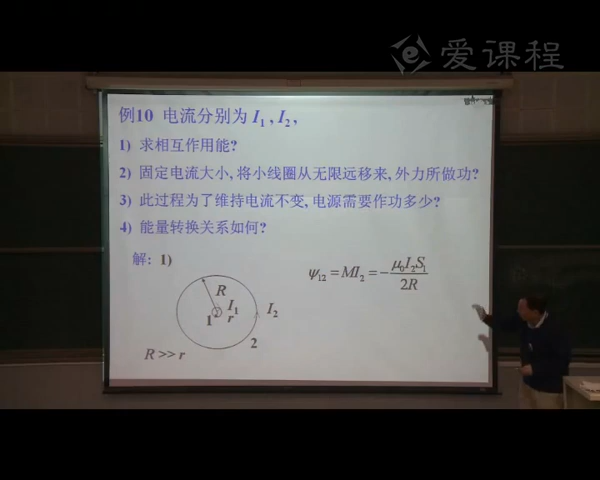 爱课程
例10 电流分别为 I₁ , I₂ ,
1) 求相互作用能?
2) 固定电流大小, 将小线圈从无限远移来, 外力所做功?
3) 此过程为了维持电流不变, 电源需要作功多少?
4) 能量转换关系如何?
解: 1)
ψ₁₂ = MI₂ = −μ₀I₂S₁/2R
R
I₁
I₂
1
r
2
R >> r